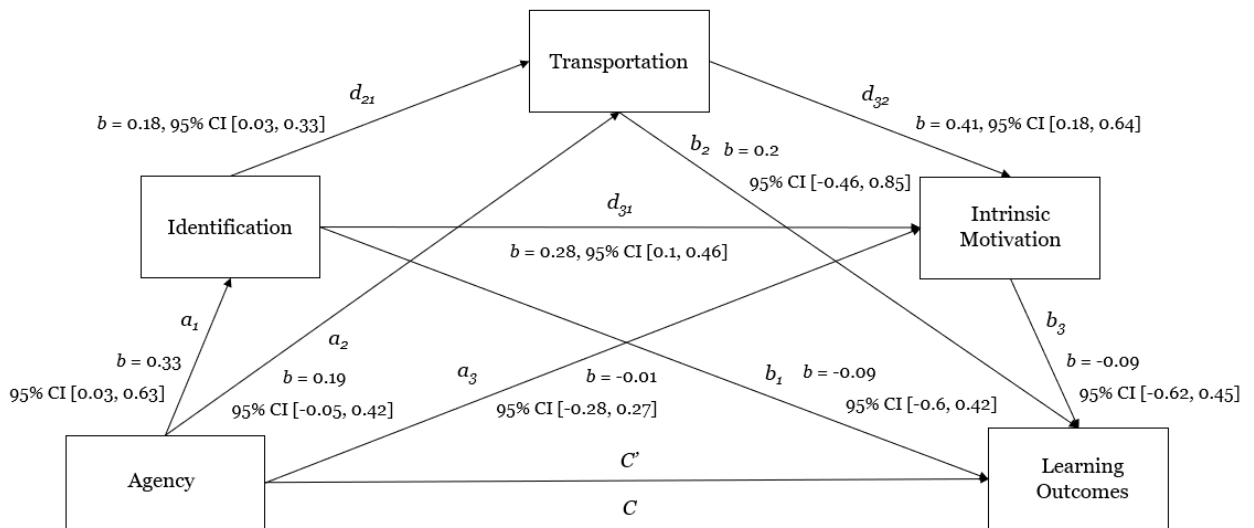 Transportation
d21
b = 0.18, 95% CI [0.03, 0.33]
d32
b = 0.41, 95% CI [0.18, 0.64]
b2 b = 0.2
95% CI [-0.46, 0.85]
Identification
d31
b = 0.28, 95% CI [0.1, 0.46]
Intrinsic
Motivation
a1
b = 0.33
95% CI [0.03, 0.63]
a2
b = 0.19
95% CI [-0.05, 0.42]
a3
b = -0.01
95% CI [-0.28, 0.27]
b1 b = -0.09
95% CI [-0.6, 0.42]
b3
b = -0.09
95% CI [-0.62, 0.45]
Agency
C’
C
Learning
Outcomes